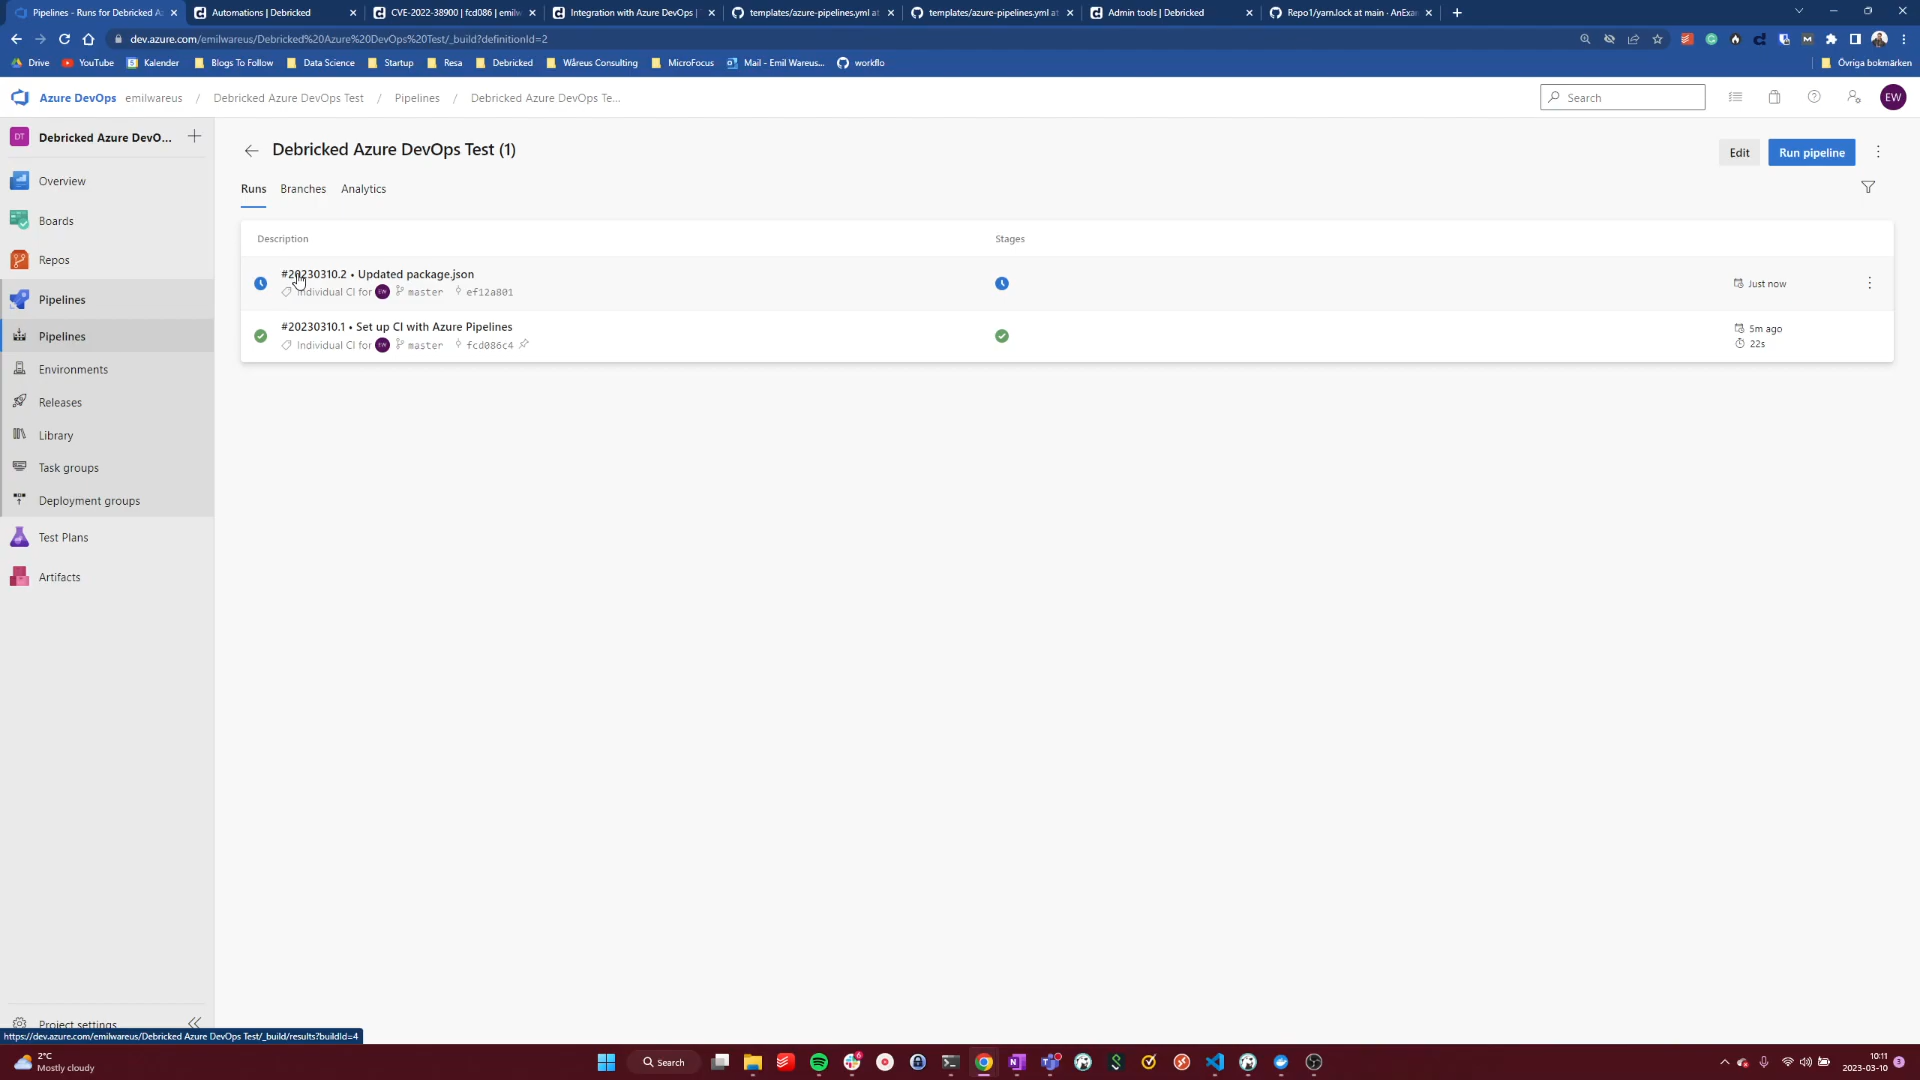 Pipelines - Runs for Debricked A
Automations | Debricked
CVE-2022-38900 | fcd086 | emilw
Integration with Azure DevOps |
templates/azure-pipelines.yml at
templates/azure-pipelines.yml at
Admin tools | Debricked
Repo1/yarn.lock at main · AnExa
dev.azure.com/emilwareus/Debricked%20Azure%20DevOps%20Test/_build?definitionId=2
Drive
YouTube
Kalender
Blogs To Follow
Data Science
Startup
Resa
Debricked
Wåreus Consulting
MicroFocus
Mail - Emil Wareus...
workflo
Övriga bokmärken
Azure DevOps
emilwareus / Debricked Azure DevOps Test / Pipelines / Debricked Azure DevOps Te...
Search
EW
DT
Debricked Azure DevO...
Overview
Boards
Repos
Pipelines
Pipelines
Environments
Releases
Library
Task groups
Deployment groups
Test Plans
Artifacts
Project settings
Debricked Azure DevOps Test (1)
Edit
Run pipeline
Runs
Branches
Analytics
Description
Stages
#20230310.2 • Updated package.json
Individual CI for EW master ef12a801
Just now
#20230310.1 • Set up CI with Azure Pipelines
Individual CI for EW master fcd086c4
5m ago
22s
https://dev.azure.com/emilwareus/Debricked Azure DevOps Test/_build/results?buildId=4
2°C
Mostly cloudy
Search
10:11
2023-03-10